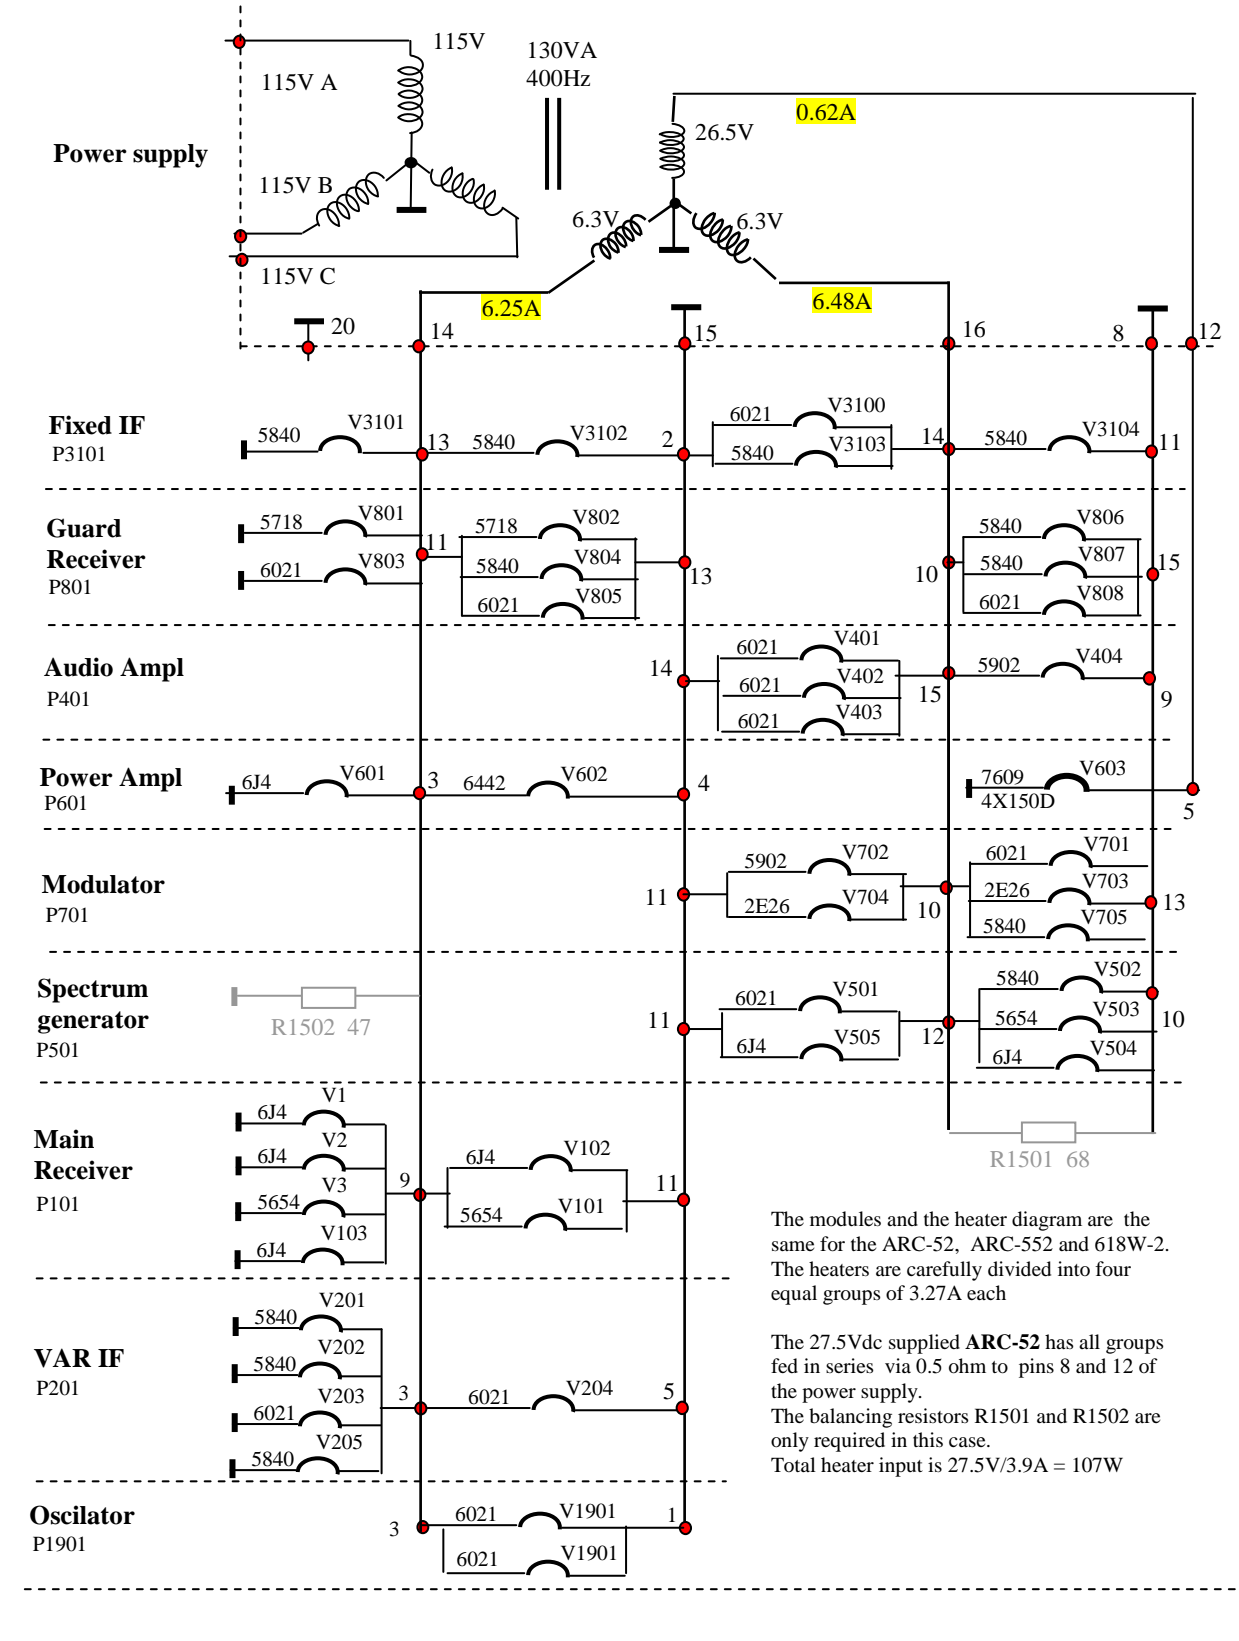 115V
130VA
400Hz
115V A
0.62A
26.5V
Power supply
115V B
6.3V
6.3V
115V C
6.25A
6.48A
20
14
15
16
8
12
Fixed IF
P3101
5840
V3101
13
5840
V3102
2
6021
V3100
5840
V3103
14
5840
V3104
11
Guard
Receiver
P801
5718
V801
6021
V803
11
5718
V802
5840
V804
6021
V805
13
10
5840
V806
5840
V807
6021
V808
15
Audio Ampl
P401
14
6021
V401
6021
V402
6021
V403
15
5902
V404
9
Power Ampl
P601
6J4
V601
3
6442
V602
4
7609
4X150D
V603
5
Modulator
P701
11
5902
V702
2E26
V704
10
6021
V701
2E26
V703
5840
V705
13
Spectrum
generator
P501
R1502 47
11
6021
V501
6J4
V505
12
5840
V502
5654
V503
6J4
V504
10
R1501 68
Main
Receiver
P101
6J4
V1
6J4
V2
5654
V3
6J4
V103
9
6J4
V102
5654
V101
11
The modules and the heater diagram are the
same for the ARC-52, ARC-552 and 618W-2.
The heaters are carefully divided into four
equal groups of 3.27A each
VAR IF
P201
5840
V201
5840
V202
6021
V203
5840
V205
3
6021
V204
5
The 27.5Vdc supplied ARC-52 has all groups
fed in series via 0.5 ohm to pins 8 and 12 of
the power supply.
The balancing resistors R1501 and R1502 are
only required in this case.
Total heater input is 27.5V/3.9A = 107W
Oscilator
P1901
3
6021
V1901
6021
V1901
1